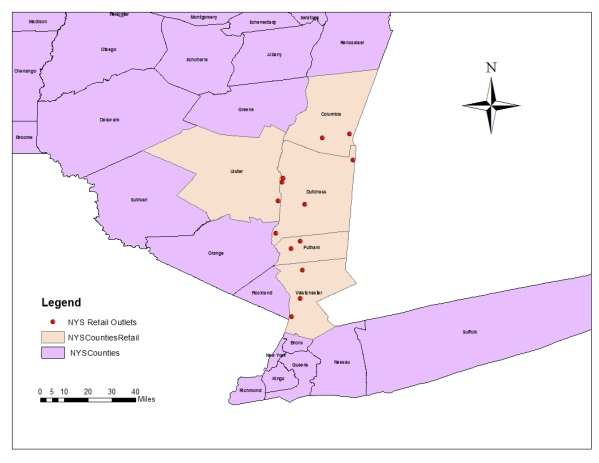 Montgomery
Saratoga
Madison
Schenectady
Otsego
Rensselaer
Schoharie
Albany
Chenango
N
Greene
Columbia
Delaware
Broome
Ulster
Dutchess
Sullivan
Orange
Putnam
Rockland
Westchester
Legend
NYS Retail Outlets
NYSCountiesRetail
NYSCounties
Suffolk
Bronx
New York
Nassau
Queens
Kings
Richmond
0 5 10 20 30 40
Miles